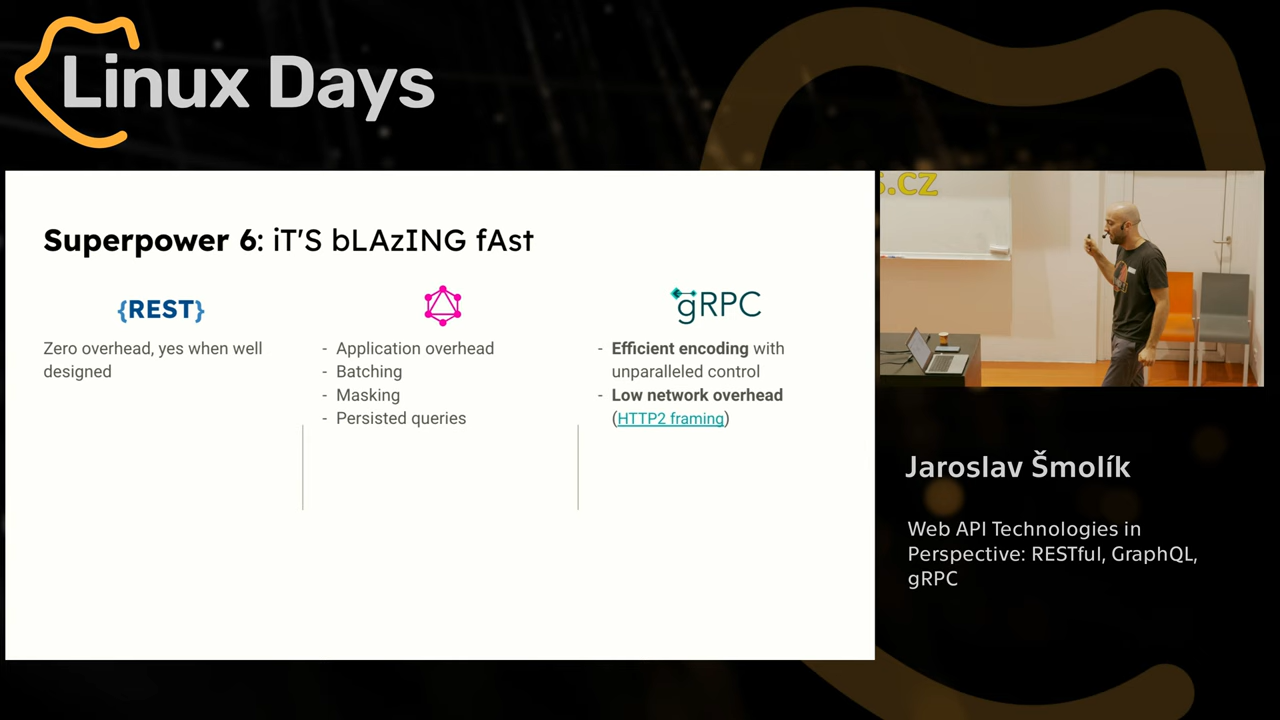 Linux Days
s.cz
Superpower 6: iT'S bLAzING fAst
{REST}
Zero overhead, yes when well
designed
- Application overhead
- Batching
- Masking
- Persisted queries
gRPC
- Efficient encoding with
unparalleled control
- Low network overhead
(HTTP2 framing)
Jaroslav Šmolík
Web API Technologies in
Perspective: RESTful, GraphQL,
gRPC